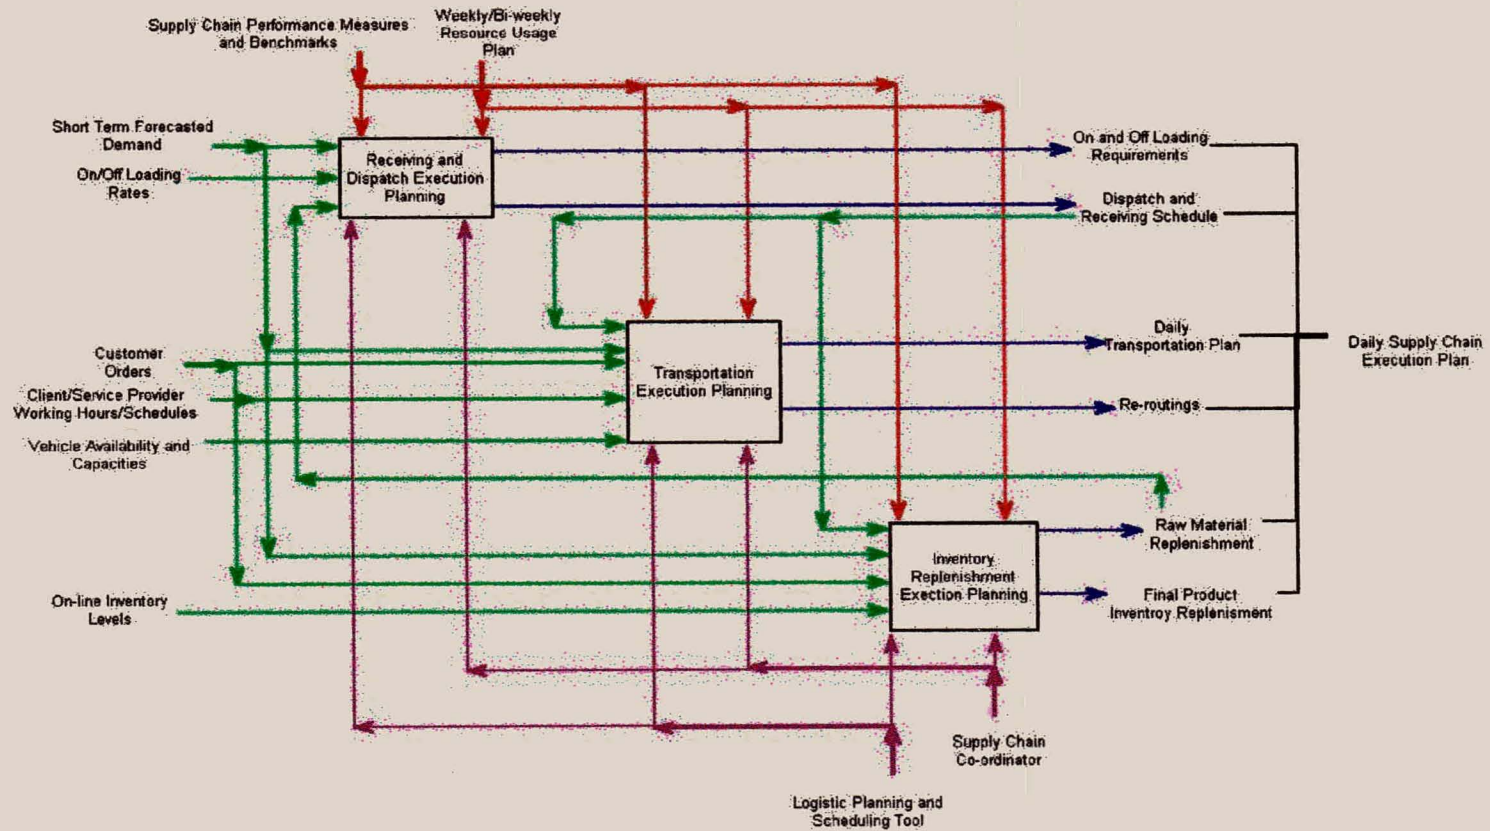 Supply Chain Performance Measures
and Benchmarks
Weekly/Bi-weekly
Resource Usage
Plan
Short Term Forecasted
Demand
On/Off Loading
Rates
Receiving and
Dispatch Execution
Planning
On and Off Loading
Requirements
Dispatch and
Receiving Schedule
Customer
Orders
Client/Service Provider
Working Hours/Schedules
Vehicle Availability and
Capacities
Transportation
Execution Planning
Daily
Transportation Plan
Re-routings
Daily Supply Chain
Execution Plan
On-line Inventory
Levels
Inventory
Replenishment
Exection Planning
Raw Material
Replenishment
Final Product
Inventroy Replenisment
Supply Chain
Co-ordinator
Logistic Planning and
Scheduling Tool